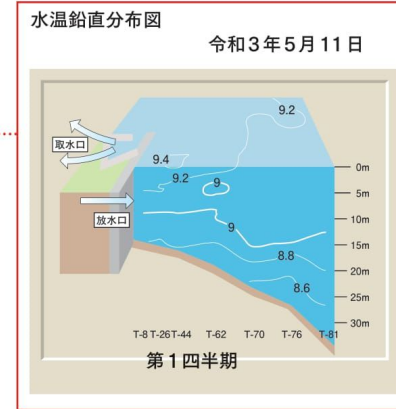 水温鉛直分布図
令和3年5月11日
9.2
取水口
9.4
0m
9.2
9
5m
放水口
10m
9
15m
8.8
20m
8.6
25m
30m
T-8 T-26 T-44 T-62 T-70 T-76 T-81
第1四半期